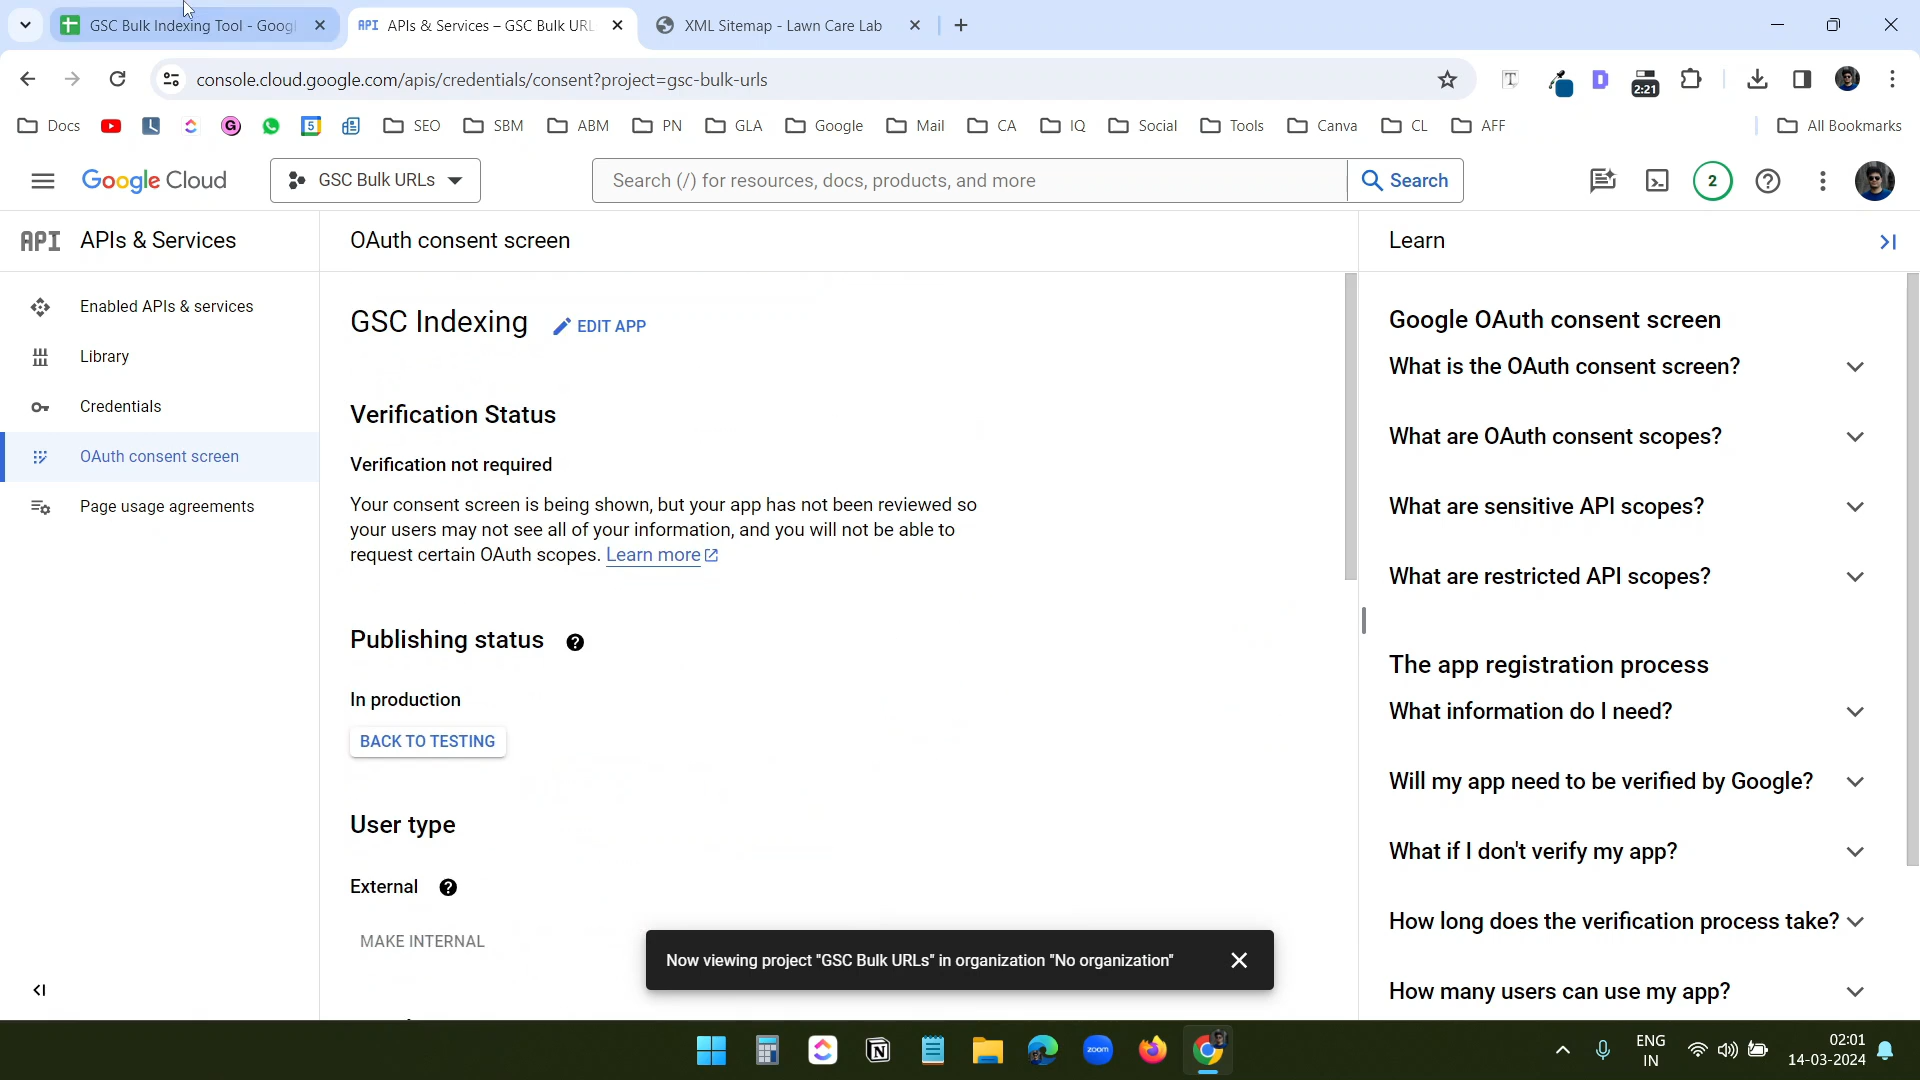 GSC Bulk Indexing Tool - Googl
APIs & Services – GSC Bulk URL
XML Sitemap - Lawn Care Lab
console.cloud.google.com/apis/credentials/consent?project=gsc-bulk-urls
2:21
Docs
SEO
SBM
ABM
PN
GLA
Google
Mail
CA
IQ
Social
Tools
Canva
CL
AFF
All Bookmarks
Google Cloud
GSC Bulk URLs
Search (/) for resources, docs, products, and more
Search
2
API APIs & Services
Enabled APIs & services
Library
Credentials
OAuth consent screen
Page usage agreements
OAuth consent screen
GSC Indexing
EDIT APP
Verification Status
Verification not required
Your consent screen is being shown, but your app has not been reviewed so
your users may not see all of your information, and you will not be able to
request certain OAuth scopes. Learn more
Publishing status
In production
BACK TO TESTING
User type
External
MAKE INTERNAL
Now viewing project "GSC Bulk URLs" in organization "No organization"
Learn
Google OAuth consent screen
What is the OAuth consent screen?
What are OAuth consent scopes?
What are sensitive API scopes?
What are restricted API scopes?
The app registration process
What information do I need?
Will my app need to be verified by Google?
What if I don't verify my app?
How long does the verification process take?
How many users can use my app?
zoom
ENG
IN
02:01
14-03-2024